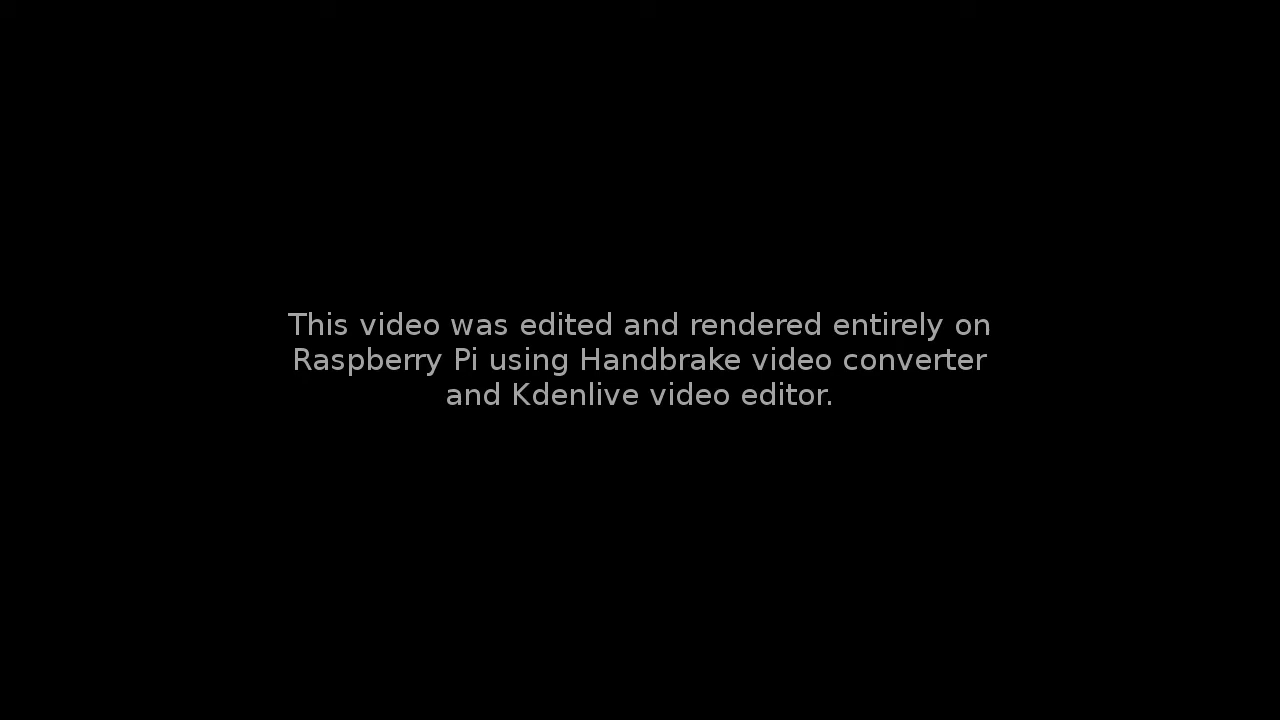 This video was edited and rendered entirely on
Raspberry Pi using Handbrake video converter
and Kdenlive video editor.